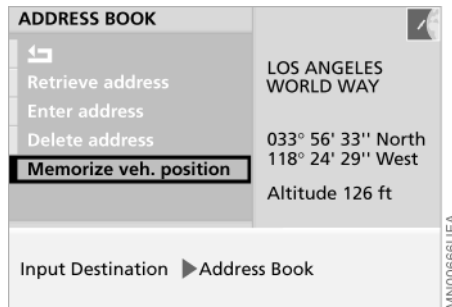 ADDRESS BOOK
Retrieve address
Enter address
Delete address
Memorize veh. position
LOS ANGELES
WORLD WAY
033° 56' 33'' North
118° 24' 29'' West
Altitude 126 ft
Input Destination ▶Address Book
MN00666UEA